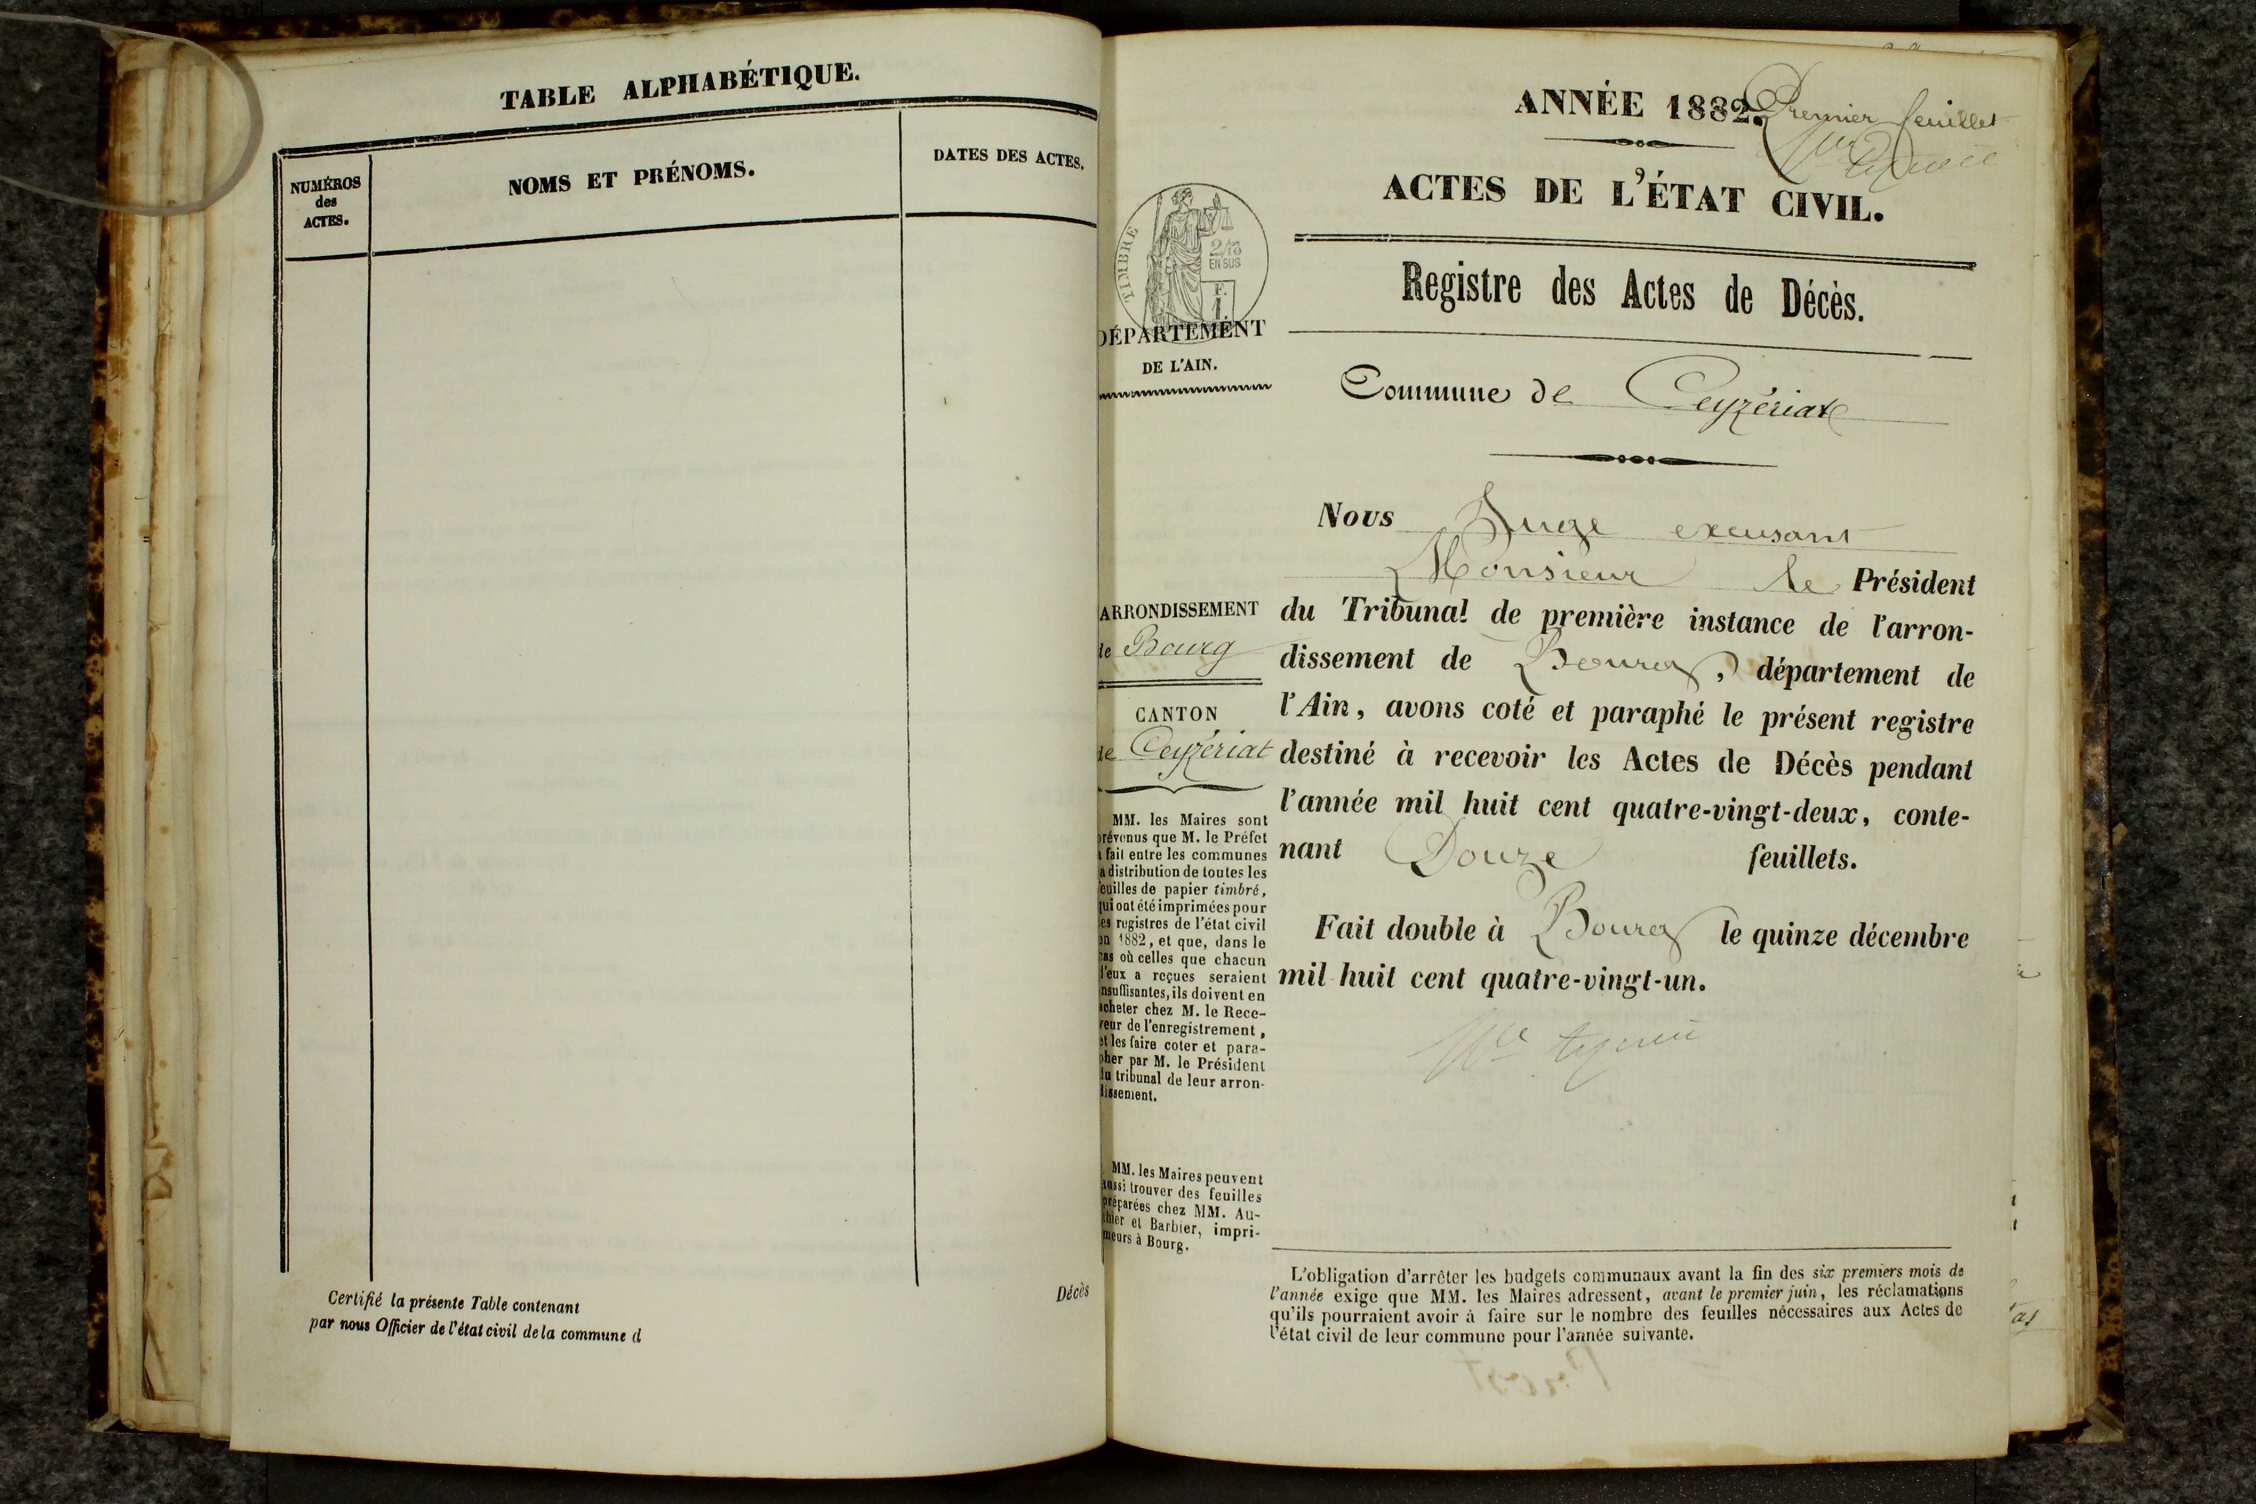 TABLE ALPHABÉTIQUE.
NUMÉROS
des
ACTES.
NOMS ET PRÉNOMS.
DATES DES ACTES.
Certifié la présente Table contenant
par nous Officier de l'état civil de la commune d
Décès
ANNÉE 1882.
Premier feuillet
ACTES DE L'ÉTAT CIVIL.
Registre des Actes de Décès.
TIMBRE
2/10
EN SUS
F.
1
DÉPARTEMENT
DE L'AIN.
Commune de Ceyzériat
ARRONDISSEMENT
de Bourg
CANTON
de Ceyzériat
MM. les Maires sont
prévenus que M. le Préfet
a fait entre les communes
la distribution de toutes les
feuilles de papier timbré,
qui ont été imprimées pour
les registres de l'état civil
en 1882, et que, dans le
cas où celles que chacun
d'eux a reçues seraient
insuffisantes, ils doivent en
acheter chez M. le Rece-
veur de l'enregistrement,
et les faire coter et para-
pher par M. le Président
du tribunal de leur arron-
dissement.
MM. les Maires peuvent
aussi trouver des feuilles
préparées chez MM. Au-
thier et Barbier, impri-
meurs à Bourg.
Nous Juge excusant
Monsieur le Président
du Tribunal de première instance de l'arron-
dissement de Bourg, département de
l'Ain, avons coté et paraphé le présent registre
destiné à recevoir les Actes de Décès pendant
l'année mil huit cent quatre-vingt-deux, conte-
nant Douze feuillets.
Fait double à Bourg le quinze décembre
mil huit cent quatre-vingt-un.
L'obligation d'arrêter les budgets communaux avant la fin des six premiers mois de
l'année exige que MM. les Maires adressent, avant le premier juin, les réclamations
qu'ils pourraient avoir à faire sur le nombre des feuilles nécessaires aux Actes de
l'état civil de leur commune pour l'année suivante.